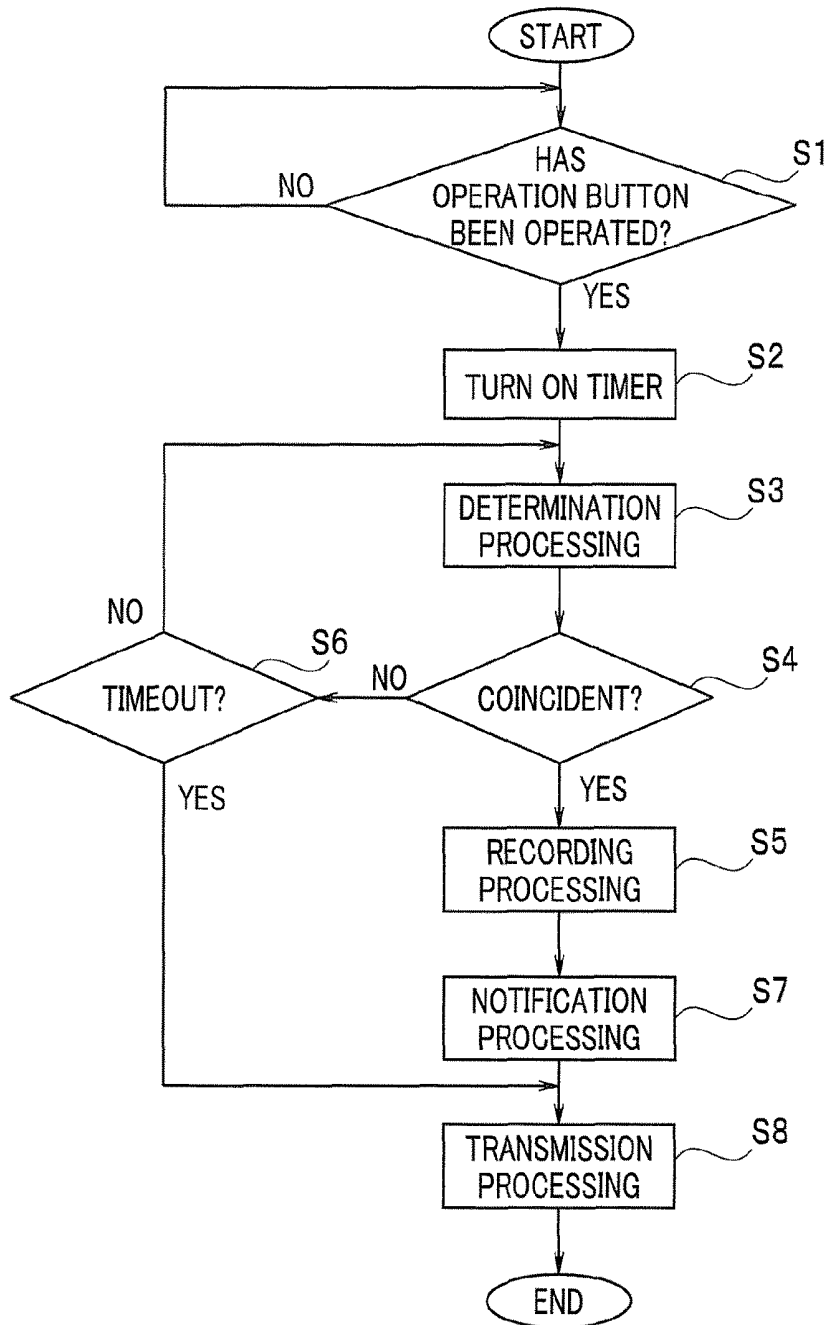 START
HAS
OPERATION BUTTON
BEEN OPERATED?
S1
NO
YES
TURN ON TIMER
S2
DETERMINATION
PROCESSING
S3
NO
TIMEOUT?
S6
NO
COINCIDENT?
S4
YES
YES
RECORDING
PROCESSING
S5
NOTIFICATION
PROCESSING
S7
TRANSMISSION
PROCESSING
S8
END